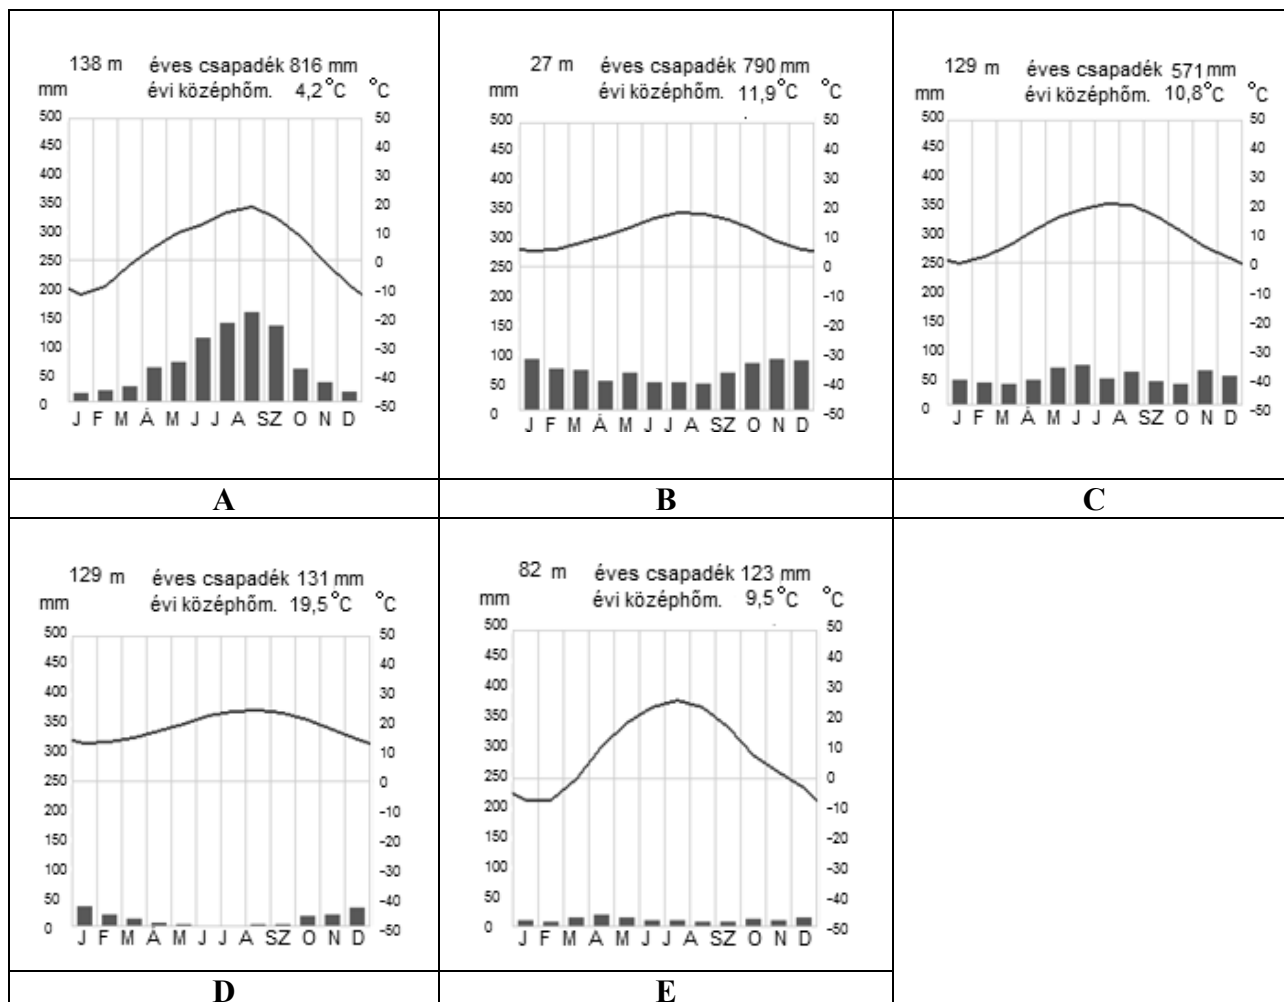 138 m éves csapadék 816 mm
mm évi középhőm. 4,2 °C °C
500 50
450 40
400 30
350 20
300 10
250 0
200 -10
150 -20
100 -30
50 -40
0 -50
J F M Á M J J A SZ O N D
A
27 m éves csapadék 790 mm
mm évi középhőm. 11,9 °C °C
500 50
450 40
400 30
350 20
300 10
250 0
200 -10
150 -20
100 -30
50 -40
0 -50
J F M Á M J J A SZ O N D
B
129 m éves csapadék 571 mm
mm évi középhőm. 10,8 °C °C
500 50
450 40
400 30
350 20
300 10
250 0
200 -10
150 -20
100 -30
50 -40
0 -50
J F M Á M J J A SZ O N D
C
129 m éves csapadék 131 mm
mm évi középhőm. 19,5 °C °C
500 50
450 40
400 30
350 20
300 10
250 0
200 -10
150 -20
100 -30
50 -40
0 -50
J F M Á M J J A SZ O N D
D
82 m éves csapadék 123 mm
mm évi középhőm. 9,5 °C °C
500 50
450 40
400 30
350 20
300 10
250 0
200 -10
150 -20
100 -30
50 -40
0 -50
J F M Á M J J A SZ O N D
E